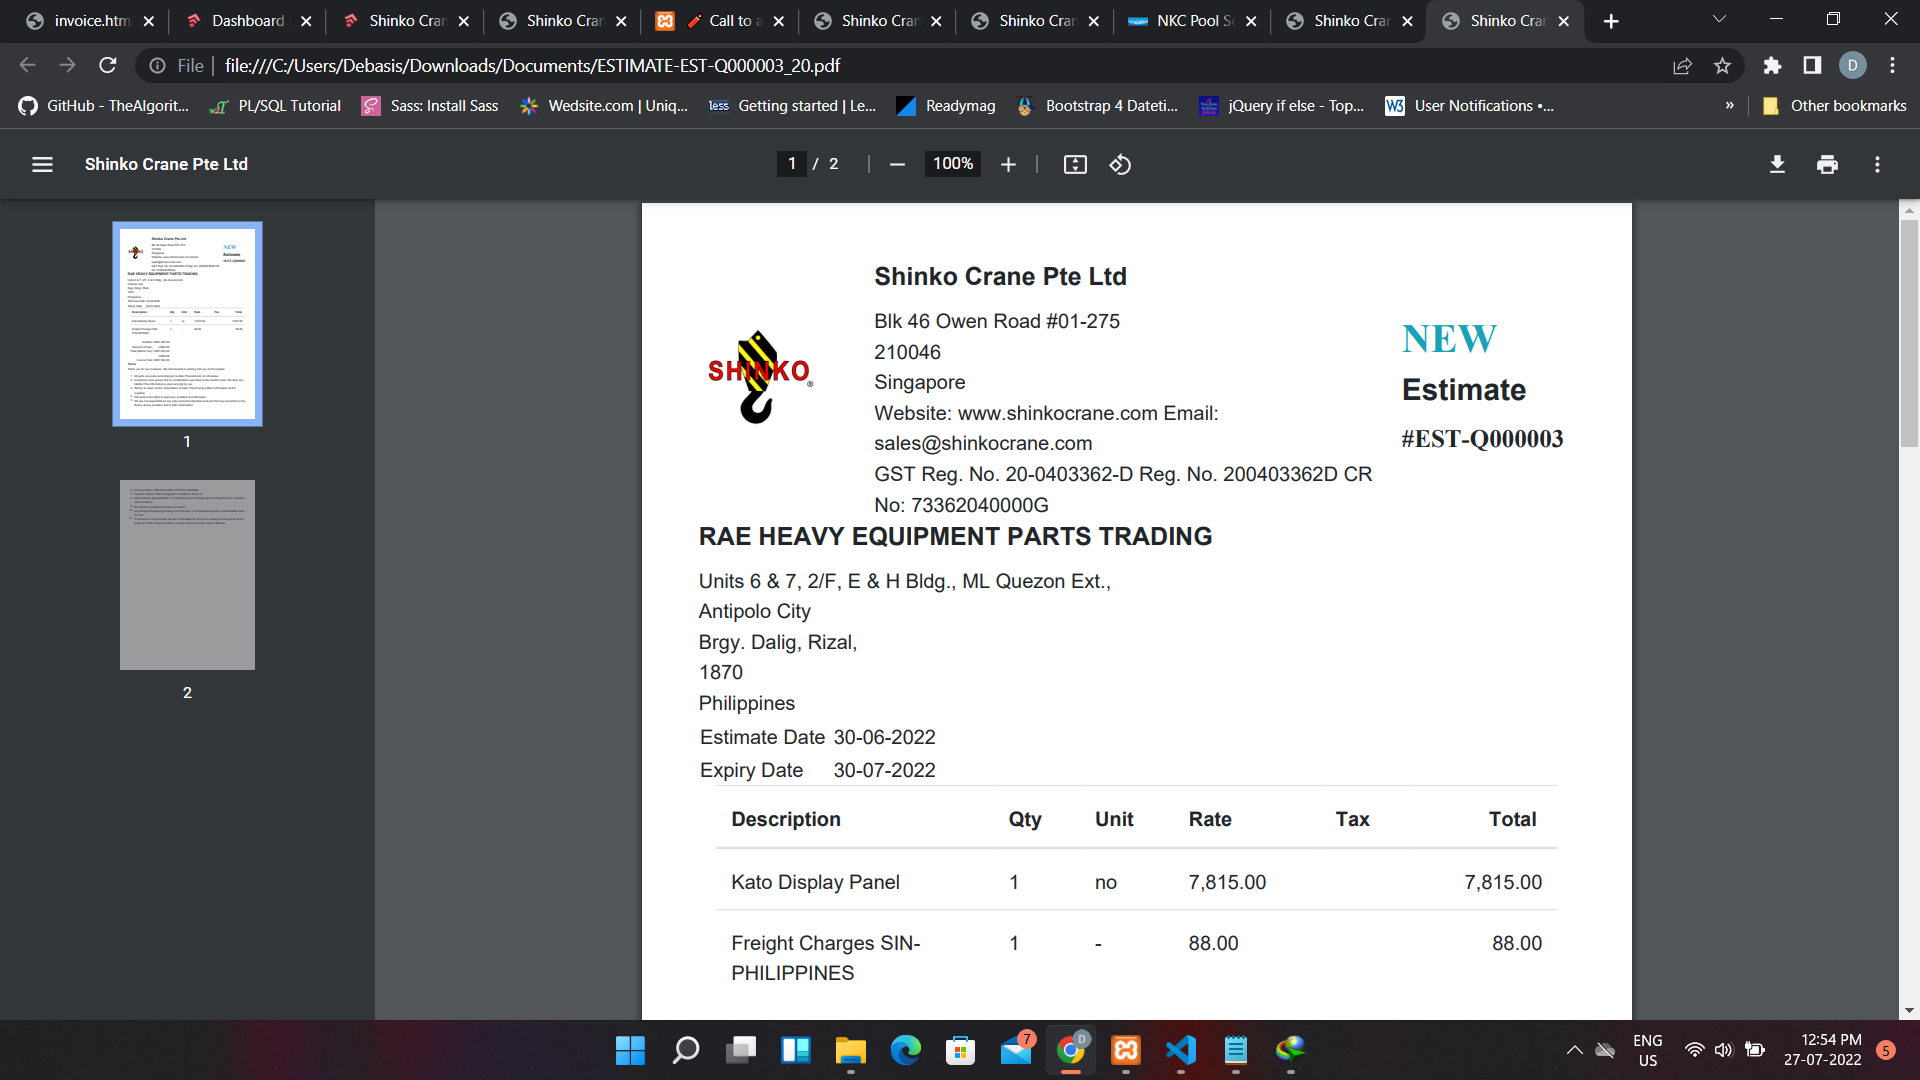 invoice.htm
Dashboard
Shinko Cran
Shinko Cran
Call to a
Shinko Cran
Shinko Cran
NKC Pool Se
Shinko Cran
Shinko Cran
File
file:///C:/Users/Debasis/Downloads/Documents/ESTIMATE-EST-Q000003_20.pdf
D
GitHub - TheAlgorit...
PL/SQL Tutorial
Sass: Install Sass
Wedsite.com | Uniq...
less
Getting started | Le...
Readymag
Bootstrap 4 Dateti...
jQuery if else - Top...
W3
User Notifications •...
»
Other bookmarks
Shinko Crane Pte Ltd
1 / 2
100%
1
2
SHINKO®
Shinko Crane Pte Ltd
Blk 46 Owen Road #01-275
210046
Singapore
Website: www.shinkocrane.com Email:
sales@shinkocrane.com
GST Reg. No. 20-0403362-D Reg. No. 200403362D CR
No: 73362040000G
NEW
Estimate
#EST-Q000003
RAE HEAVY EQUIPMENT PARTS TRADING
Units 6 & 7, 2/F, E & H Bldg., ML Quezon Ext.,
Antipolo City
Brgy. Dalig, Rizal,
1870
Philippines
Estimate Date 30-06-2022
Expiry Date 30-07-2022
Description Qty Unit Rate Tax Total
Kato Display Panel 1 no 7,815.00 7,815.00
Freight Charges SIN- 1 - 88.00 88.00
PHILIPPINES
7
D
ENG
US
12:54 PM
27-07-2022
5